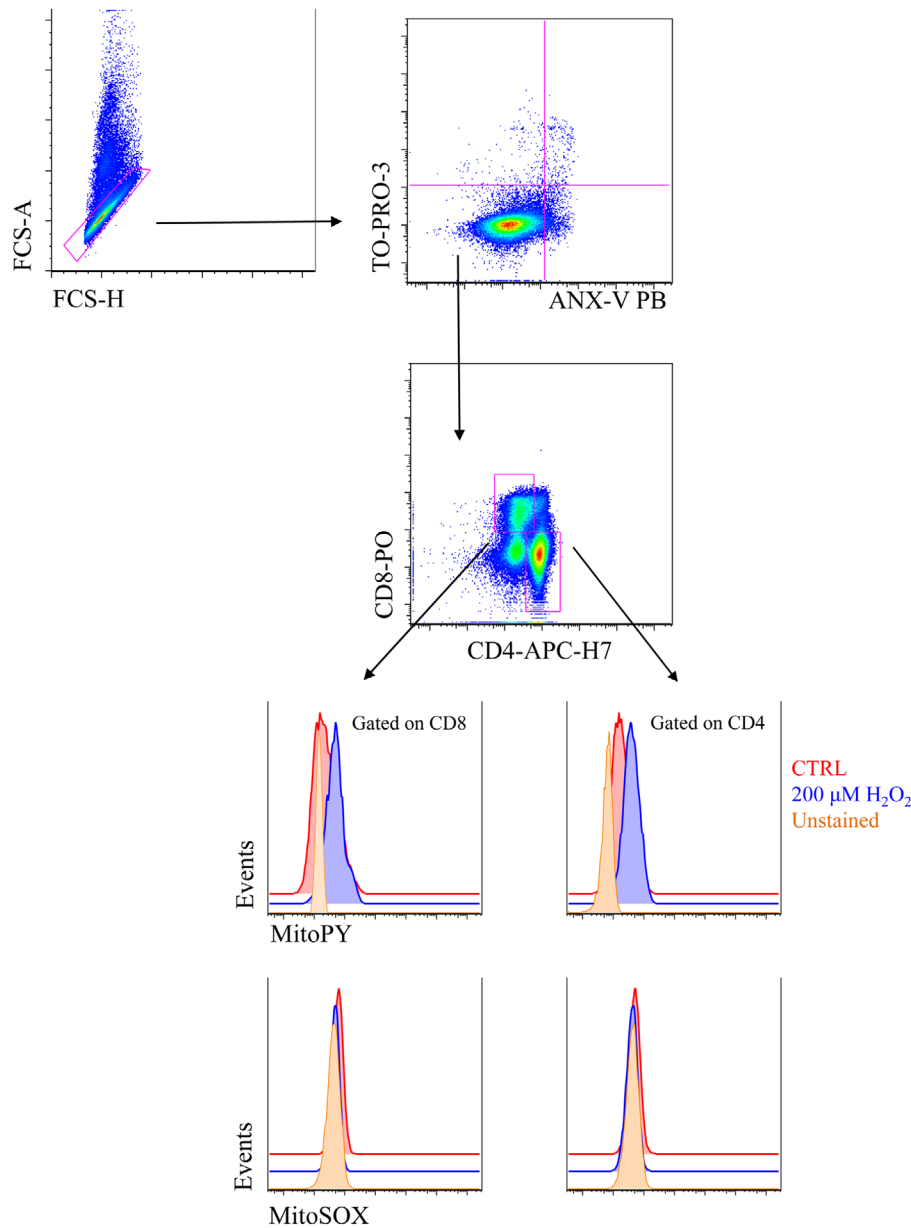 FCS-A
FCS-H
TO-PRO-3
ANX-V PB
CD8-PO
CD4-APC-H7
Gated on CD8
Gated on CD4
CTRL
200 µM H₂O₂
Unstained
Events
MitoPY
Events
MitoSOX